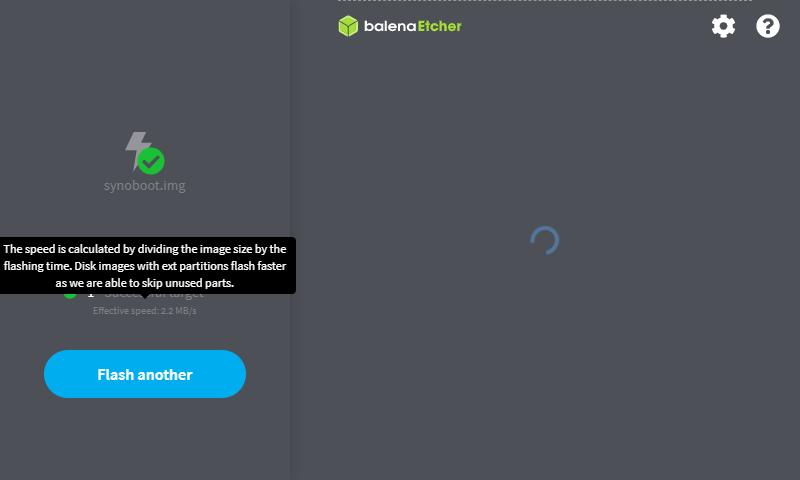 balenaEtcher
synoboot.img
The speed is calculated by dividing the image size by the
flashing time. Disk images with ext partitions flash faster
as we are able to skip unused parts.
1 Successful target
Effective speed: 2.2 MB/s
Flash another